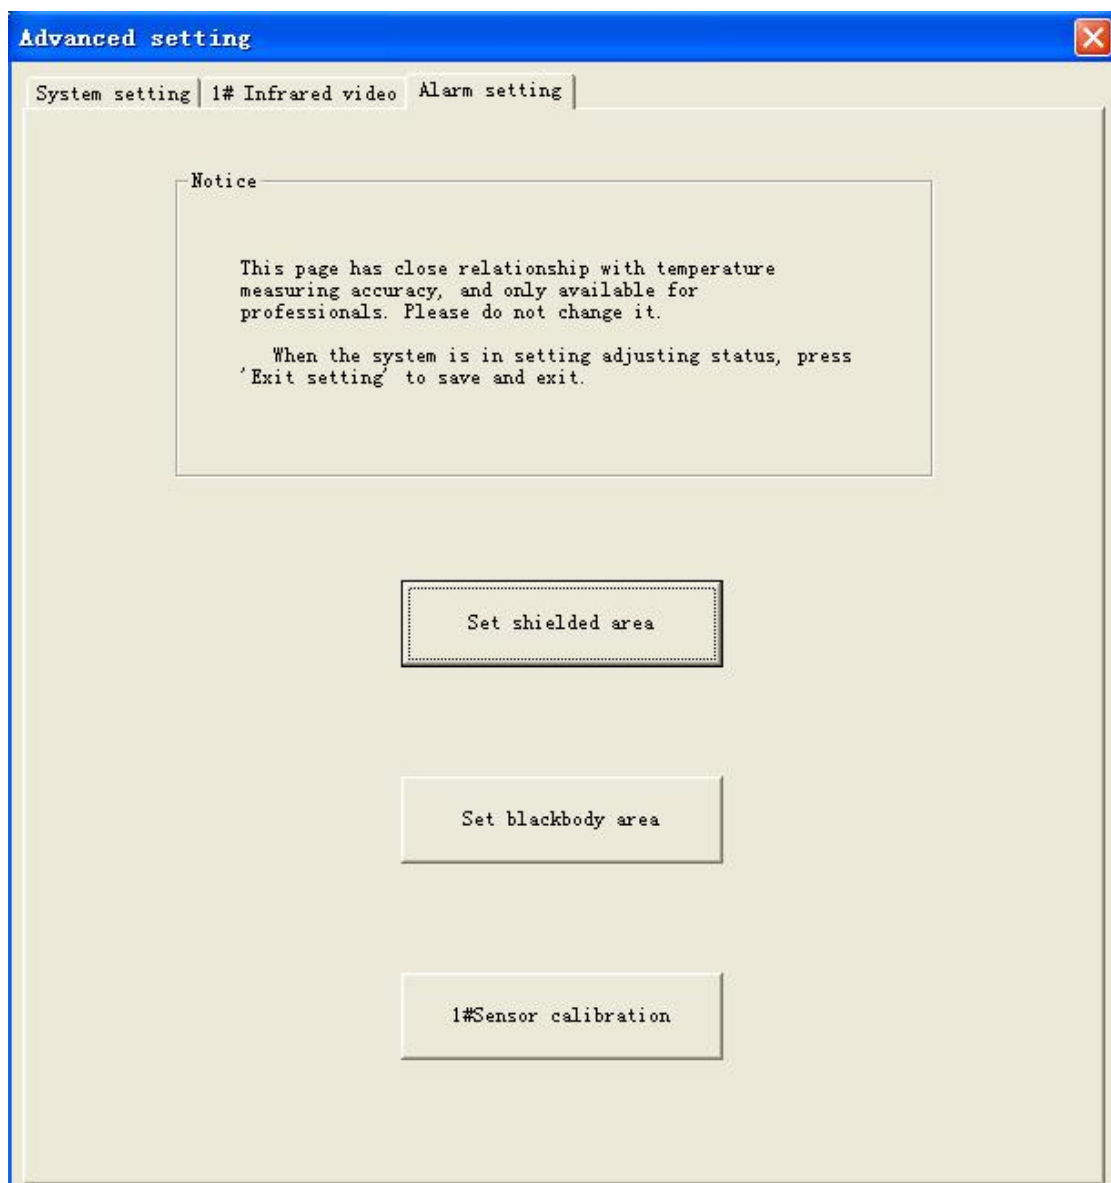 Advanced setting
System setting 1# Infrared video Alarm setting
Notice
This page has close relationship with temperature
measuring accuracy, and only available for
professionals. Please do not change it.
When the system is in setting adjusting status, press
'Exit setting' to save and exit.
Set shielded area
Set blackbody area
1#Sensor calibration